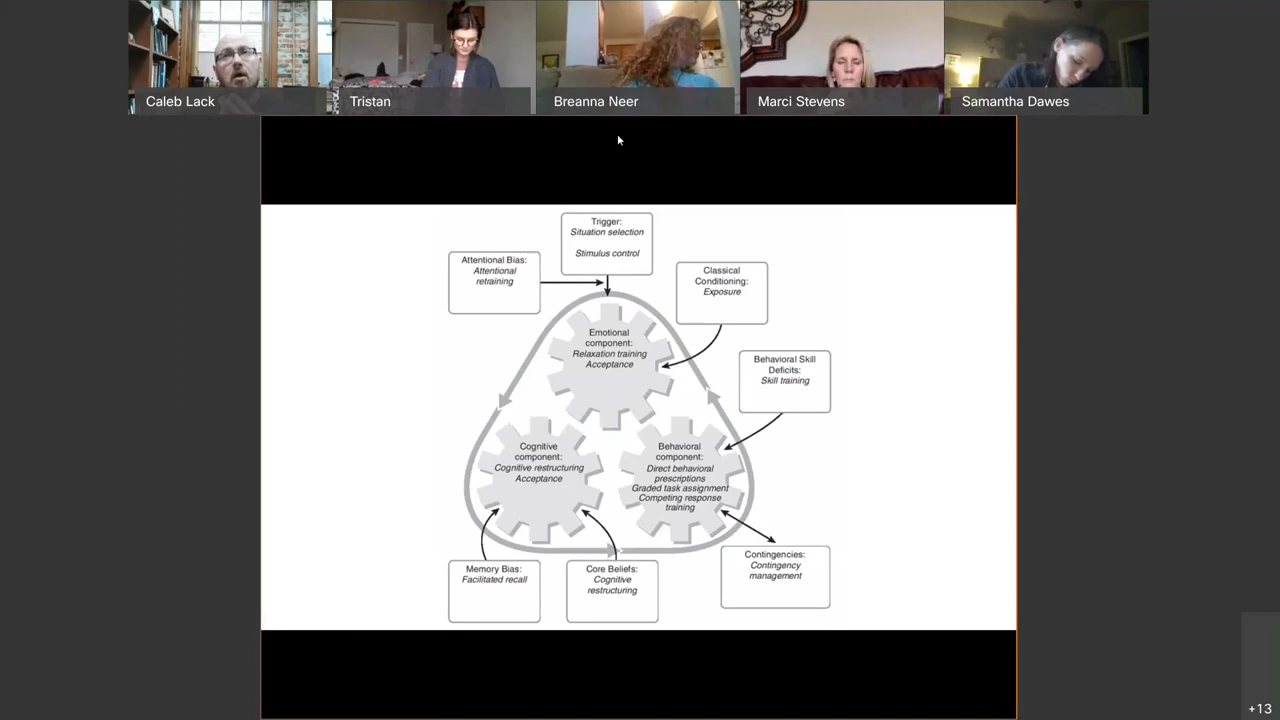 Caleb Lack
Tristan
Breanna Neer
Marci Stevens
Samantha Dawes
Trigger:
Situation selection
Stimulus control
Attentional Bias:
Attentional
retraining
Classical
Conditioning:
Exposure
Emotional
component:
Relaxation training
Acceptance
Behavioral Skill
Deficits:
Skill training
Cognitive
component:
Cognitive restructuring
Acceptance
Behavioral
component:
Direct behavioral
prescriptions
Graded task assignment
Competing response
training
Memory Bias:
Facilitated recall
Core Beliefs:
Cognitive
restructuring
Contingencies:
Contingency
management
+13